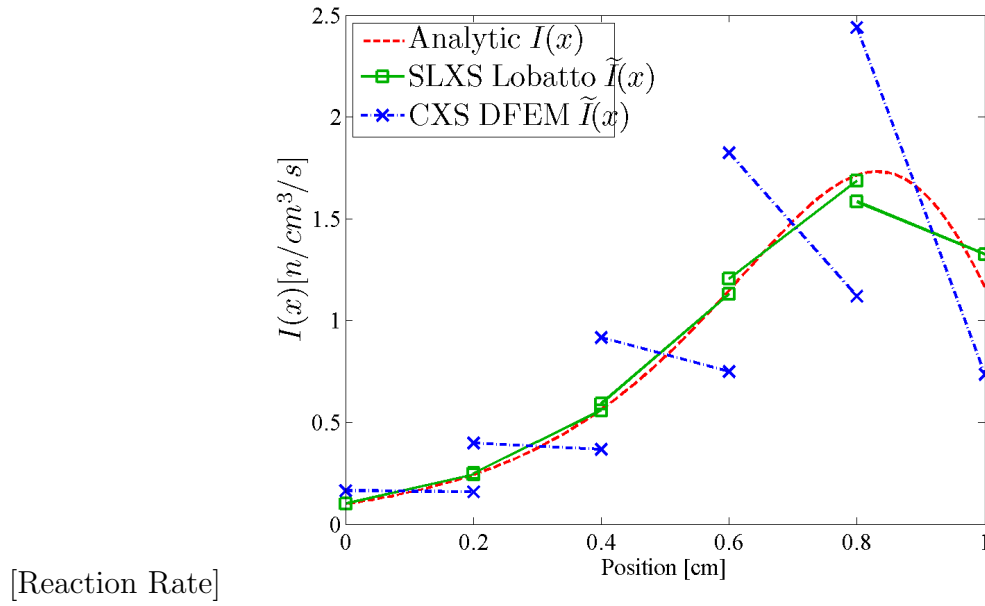 2.5
Analytic I(x)
SLXS Lobatto Ĩ(x)
CXS DFEM Ĩ(x)
2
1.5
1
0.5
0
I(x)[n/cm³/s]
0 0.2 0.4 0.6 0.8 1
Position [cm]
[Reaction Rate]